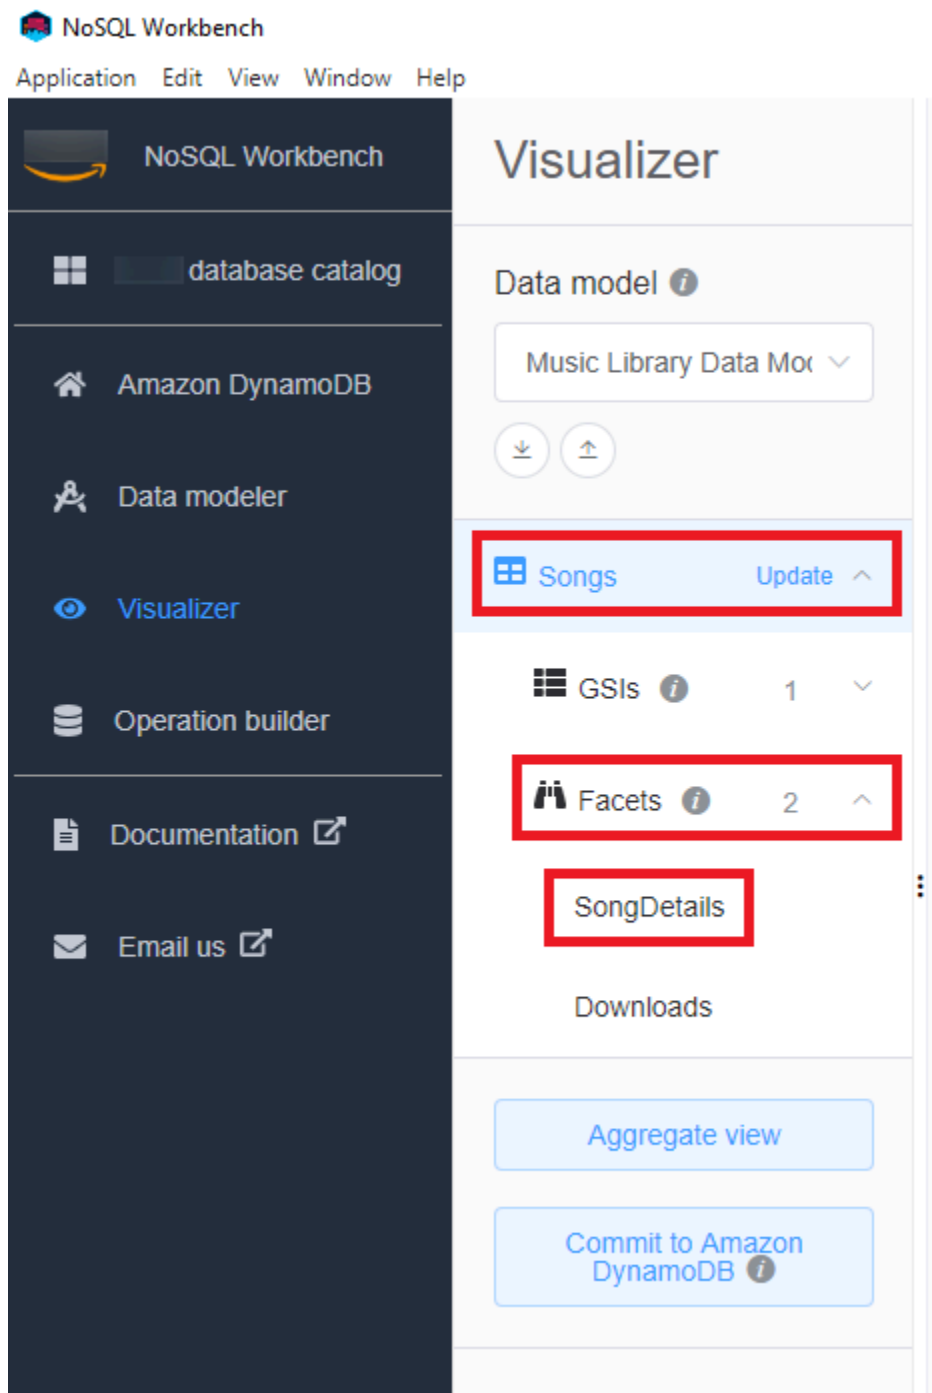 NoSQL Workbench
Application Edit View Window Help
NoSQL Workbench
database catalog
Amazon DynamoDB
Data modeler
Visualizer
Operation builder
Documentation
Email us
Visualizer
Data model
Music Library Data Mo
Songs Update
GSIs 1
Facets 2
SongDetails
Downloads
Aggregate view
Commit to Amazon
DynamoDB